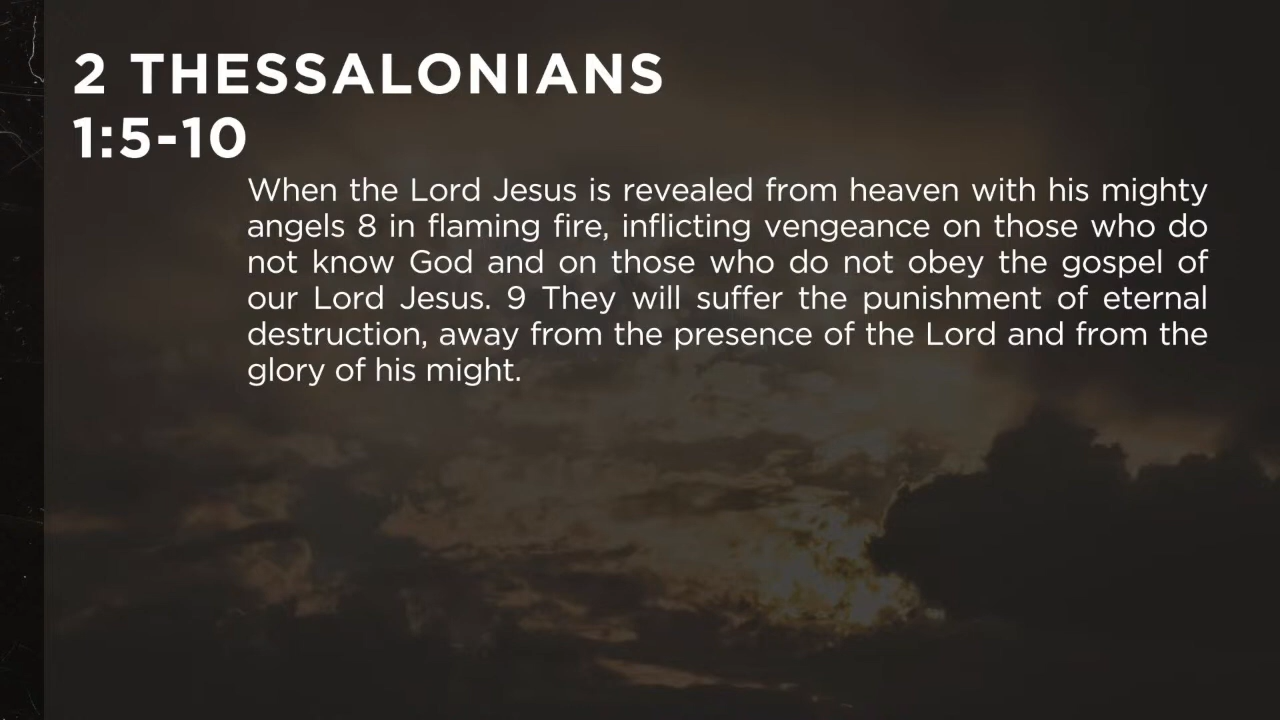 2 THESSALONIANS
1:5-10
When the Lord Jesus is revealed from heaven with his mighty
angels 8 in flaming fire, inflicting vengeance on those who do
not know God and on those who do not obey the gospel of
our Lord Jesus. 9 They will suffer the punishment of eternal
destruction, away from the presence of the Lord and from the
glory of his might.